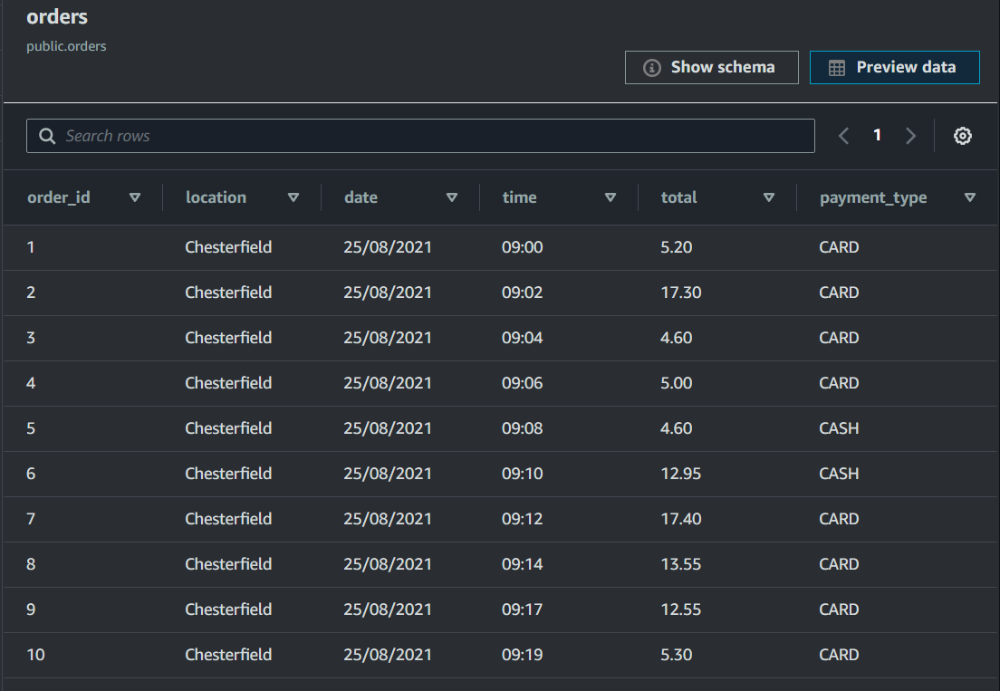 orders
public.orders
Show schema
Preview data
Search rows
1
order_id location date time total payment_type
1 Chesterfield 25/08/2021 09:00 5.20 CARD
2 Chesterfield 25/08/2021 09:02 17.30 CARD
3 Chesterfield 25/08/2021 09:04 4.60 CARD
4 Chesterfield 25/08/2021 09:06 5.00 CARD
5 Chesterfield 25/08/2021 09:08 4.60 CASH
6 Chesterfield 25/08/2021 09:10 12.95 CASH
7 Chesterfield 25/08/2021 09:12 17.40 CARD
8 Chesterfield 25/08/2021 09:14 13.55 CARD
9 Chesterfield 25/08/2021 09:17 12.55 CARD
10 Chesterfield 25/08/2021 09:19 5.30 CARD